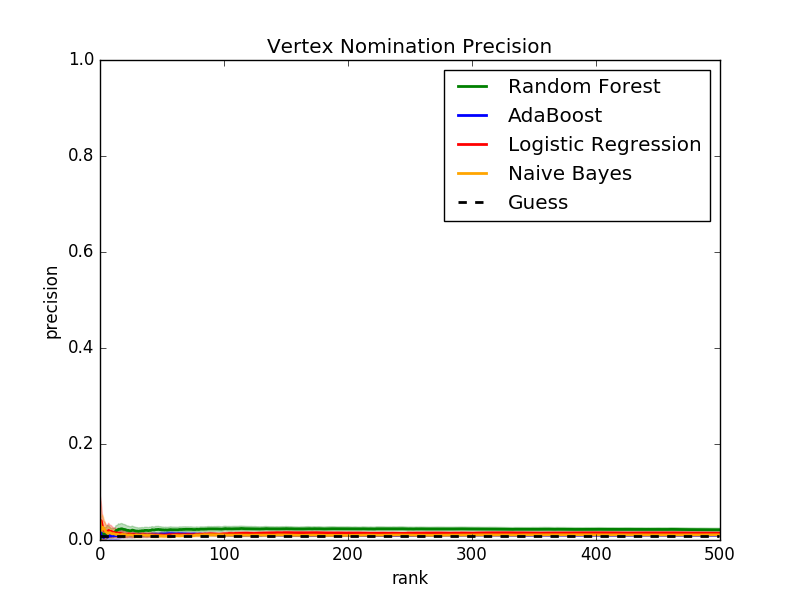 Vertex Nomination Precision
1.0
0.8
0.6
0.4
0.2
0.0
precision
Random Forest
AdaBoost
Logistic Regression
Naive Bayes
Guess
0 100 200 300 400 500
rank